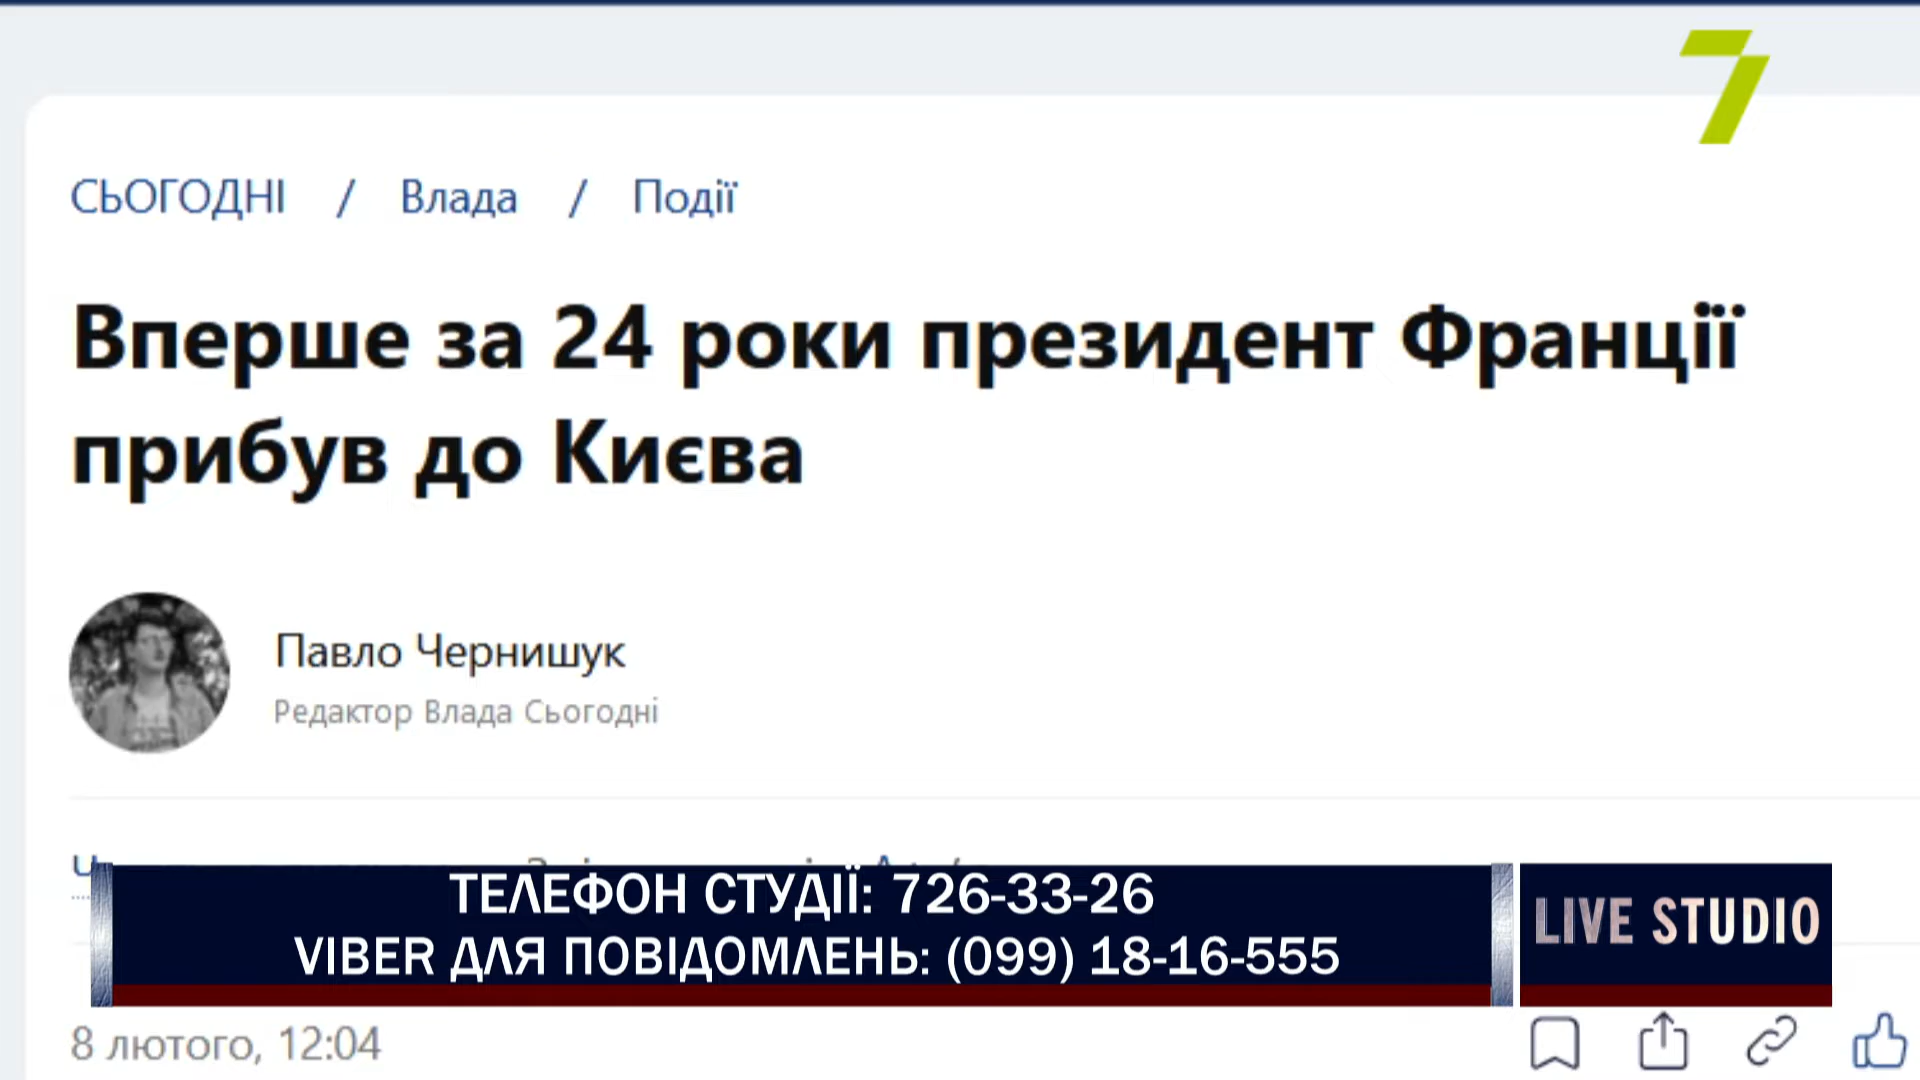 7
СЬОГОДНІ / Влада / Події
Вперше за 24 роки президент Франції
прибув до Києва
Павло Чернишук
Редактор Влада Сьогодні
ТЕЛЕФОН СТУДІЇ: 726-33-26
VIBER ДЛЯ ПОВІДОМЛЕНЬ: (099) 18-16-555
LIVE STUDIO
8 лютого, 12:04